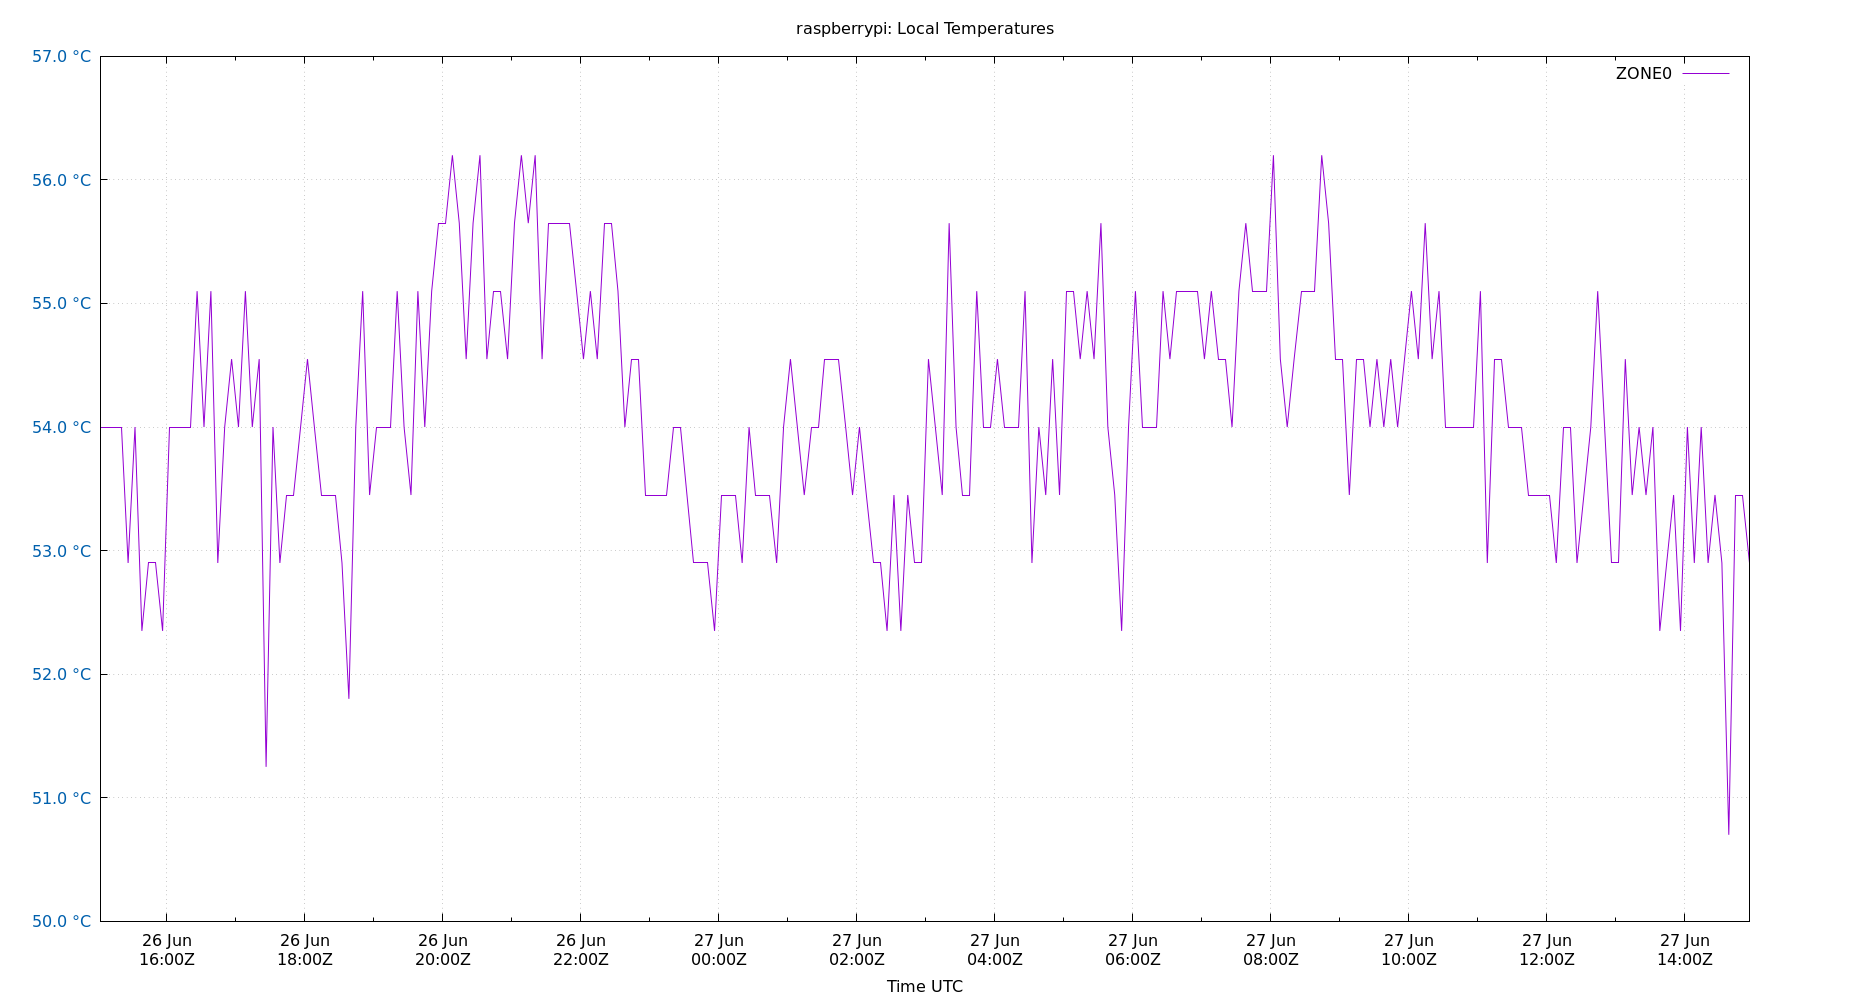 raspberrypi: Local Temperatures
57.0 °C
ZONE0
56.0 °C
55.0 °C
54.0 °C
53.0 °C
52.0 °C
51.0 °C
50.0 °C
26 Jun 26 Jun 26 Jun 26 Jun 27 Jun 27 Jun 27 Jun 27 Jun 27 Jun 27 Jun 27 Jun 27 Jun
16:00Z 18:00Z 20:00Z 22:00Z 00:00Z 02:00Z 04:00Z 06:00Z 08:00Z 10:00Z 12:00Z 14:00Z
Time UTC